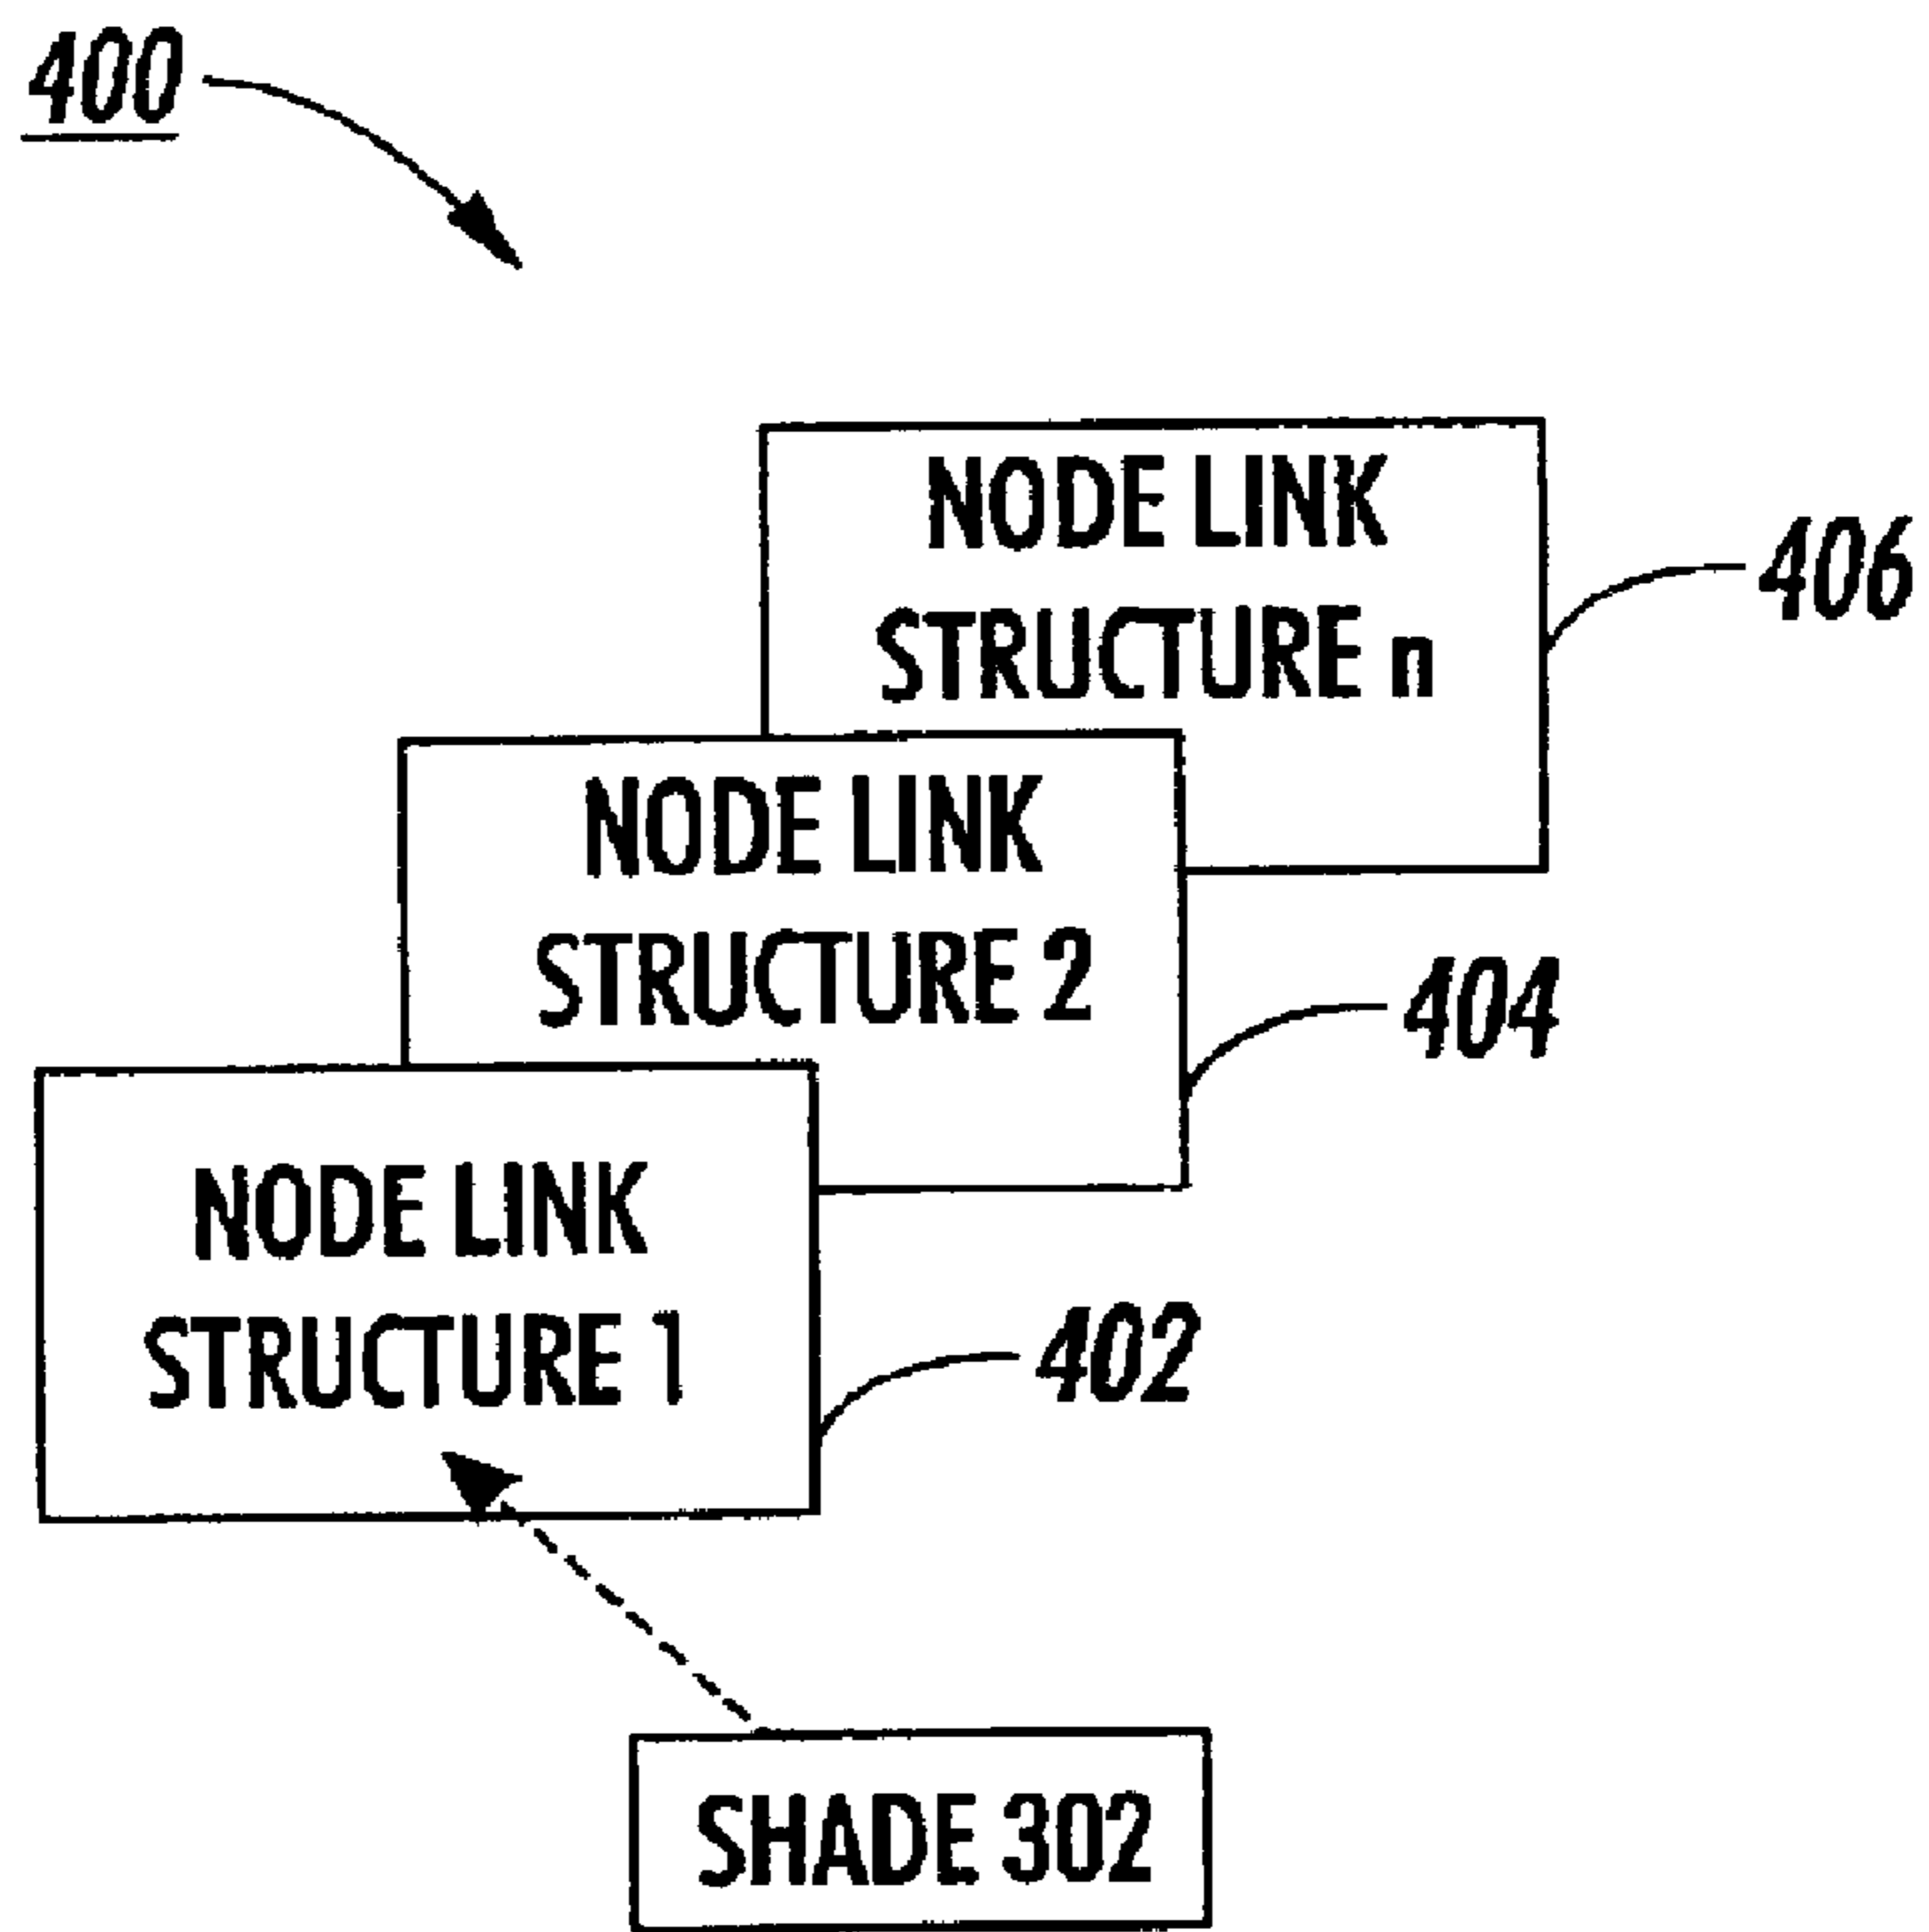 400
NODE LINK
STRUCTURE n
406
NODE LINK
STRUCTURE 2
404
NODE LINK
STRUCTURE 1
402
SHADE 302